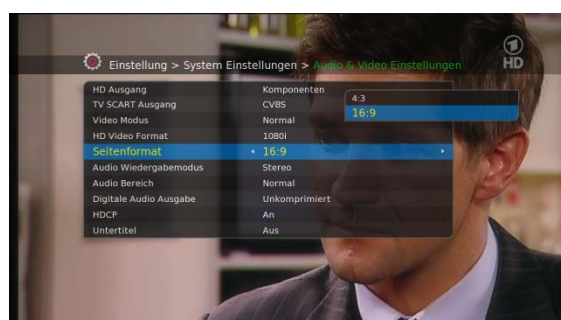 1
HD
Einstellung > System Einstellungen > Audio & Video Einstellungen
HD Ausgang Komponenten
TV SCART Ausgang CVBS
Video Modus Normal
HD Video Format 1080i
Seitenformat 16:9
Audio Wiedergabemodus Stereo
Audio Bereich Normal
Digitale Audio Ausgabe Unkomprimiert
HDCP An
Untertitel Aus
4:3
16:9